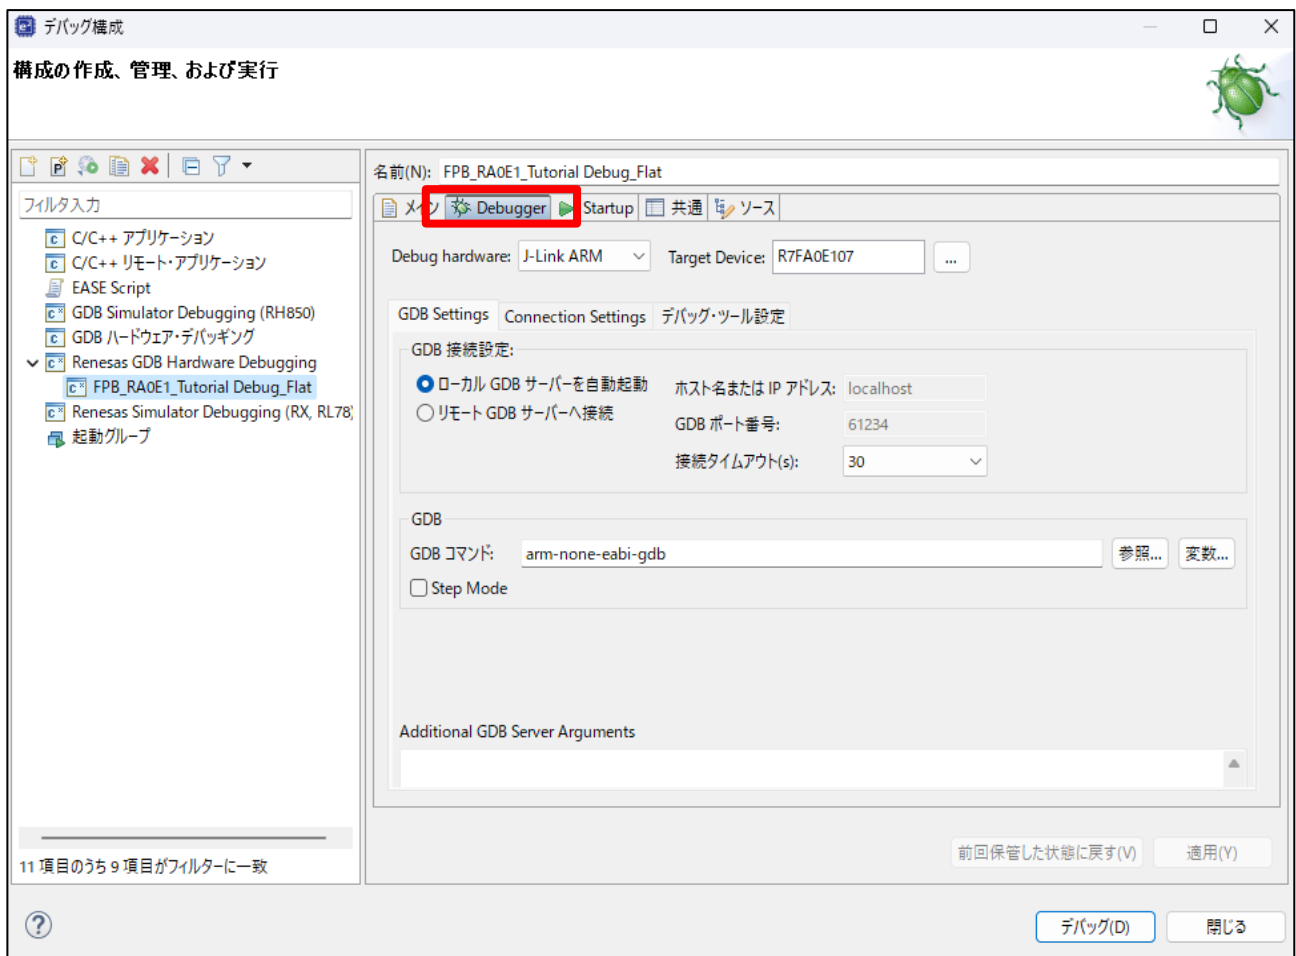 デバッグ構成
構成の作成、管理、および実行
フィルタ入力
C/C++ アプリケーション
C/C++ リモート・アプリケーション
EASE Script
GDB Simulator Debugging (RH850)
GDB ハードウェア・デバッギング
Renesas GDB Hardware Debugging
FPB_RA0E1_Tutorial Debug_Flat
Renesas Simulator Debugging (RX, RL78)
起動グループ
11 項目のうち 9 項目がフィルターに一致
名前(N): FPB_RA0E1_Tutorial Debug_Flat
メイン Debugger Startup 共通 ソース
Debug hardware: J-Link ARM Target Device: R7FA0E107 ...
GDB Settings Connection Settings デバッグ・ツール設定
GDB 接続設定:
ローカル GDB サーバーを自動起動 ホスト名または IP アドレス: localhost
リモート GDB サーバーへ接続 GDB ポート番号: 61234
接続タイムアウト(s): 30
GDB
GDB コマンド: arm-none-eabi-gdb 参照... 変数...
Step Mode
Additional GDB Server Arguments
前回保管した状態に戻す(V) 適用(Y)
デバッグ(D) 閉じる